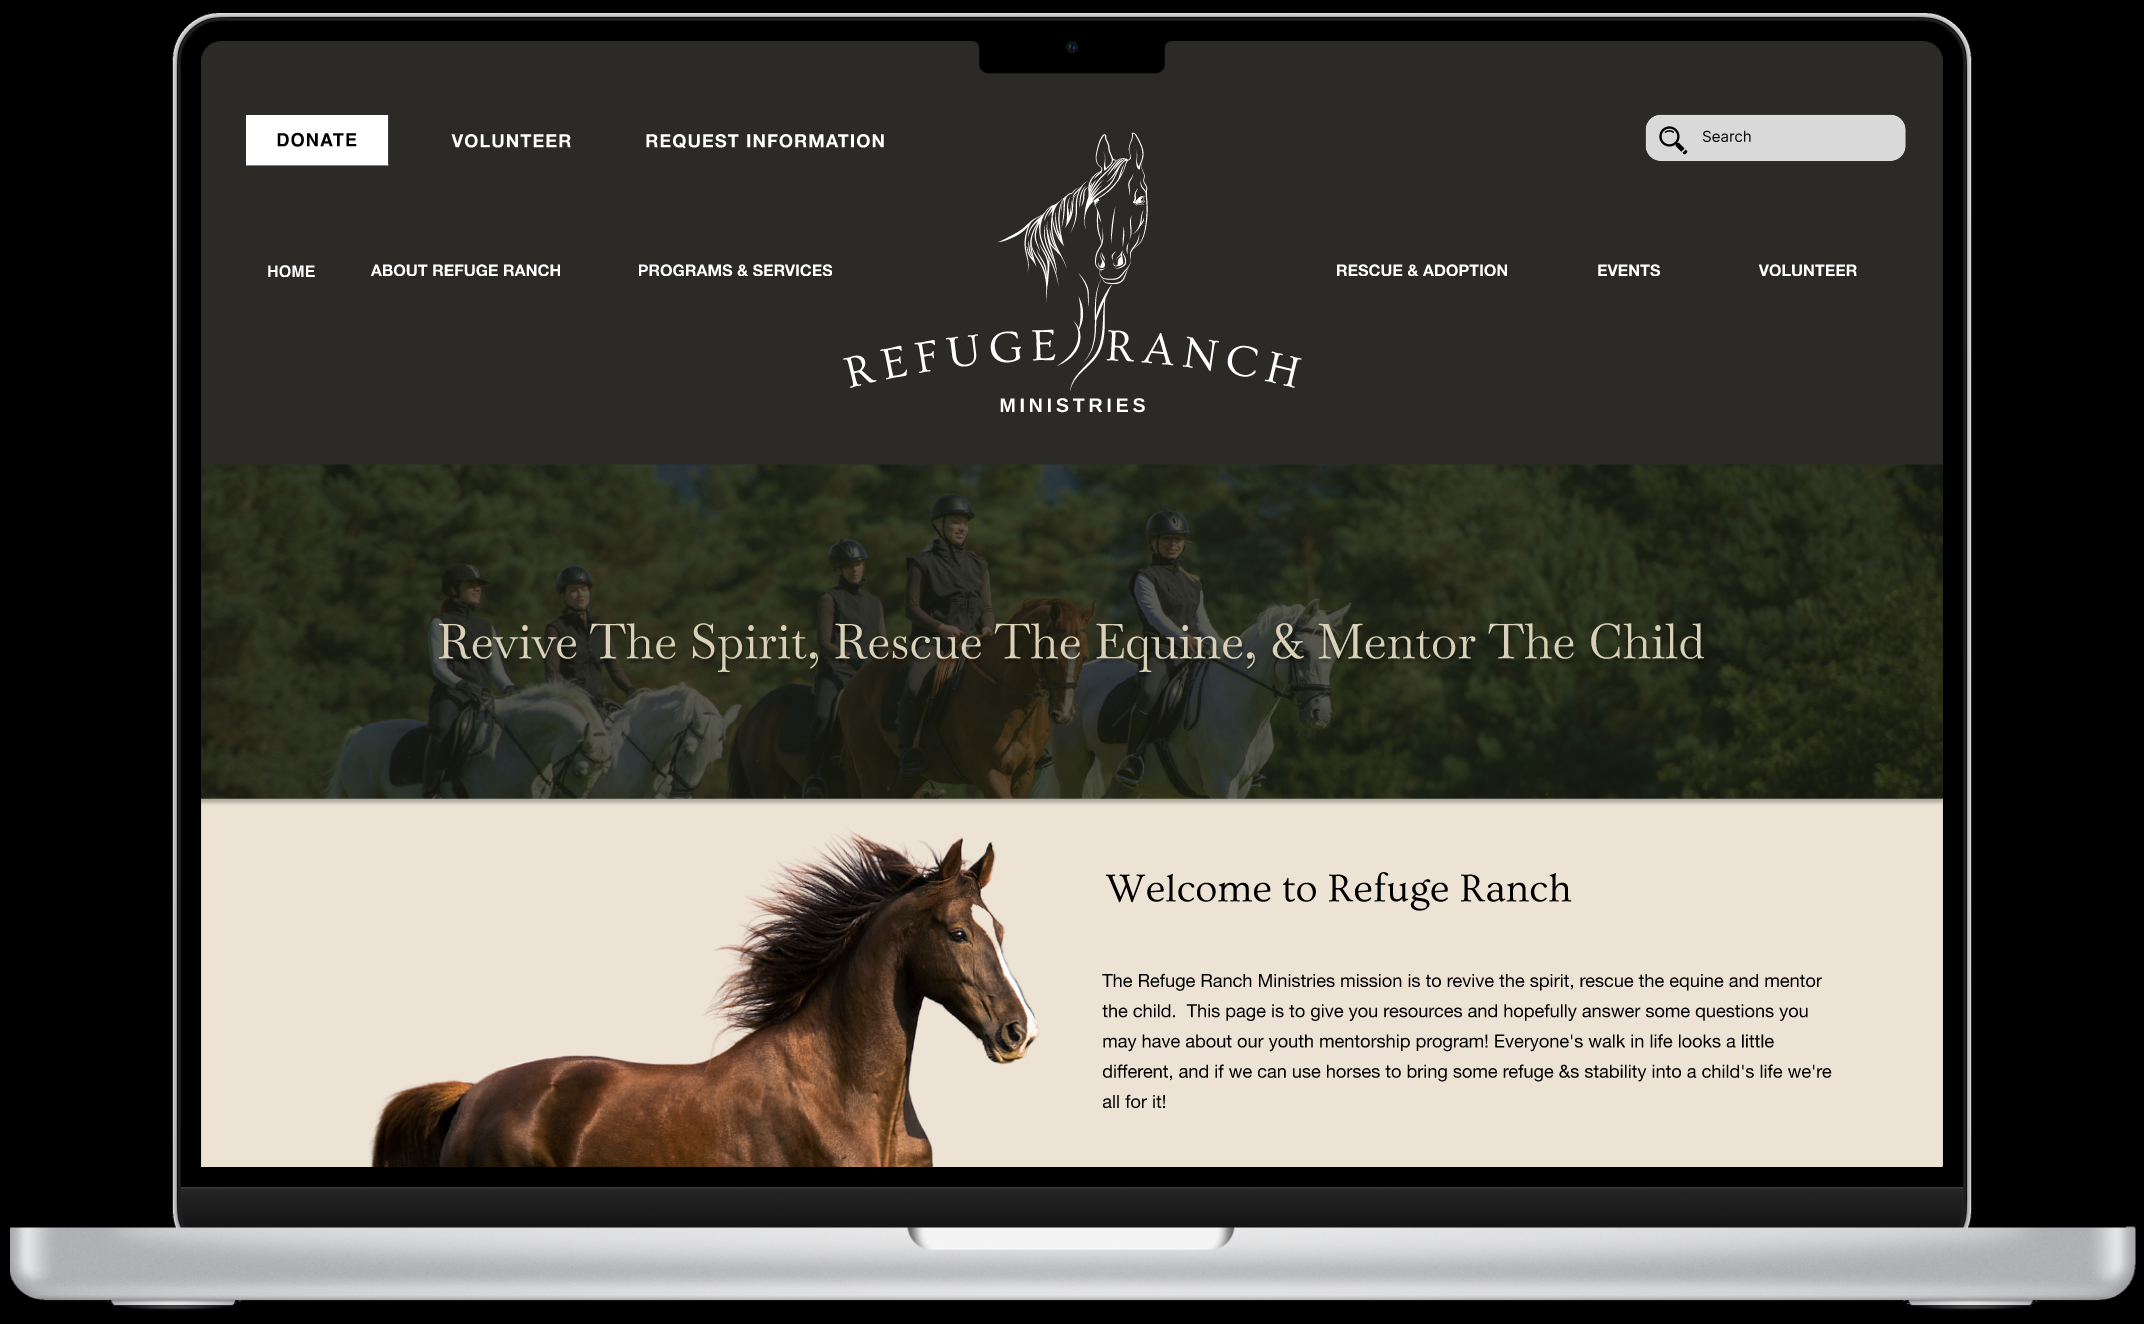 DONATE
VOLUNTEER
REQUEST INFORMATION
Search
HOME
ABOUT REFUGE RANCH
PROGRAMS & SERVICES
RESCUE & ADOPTION
EVENTS
VOLUNTEER
REFUGE RANCH
MINISTRIES
Revive The Spirit, Rescue The Equine, & Mentor The Child
Welcome to Refuge Ranch
The Refuge Ranch Ministries mission is to revive the spirit, rescue the equine and mentor
the child.  This page is to give you resources and hopefully answer some questions you
may have about our youth mentorship program! Everyone's walk in life looks a little
different, and if we can use horses to bring some refuge &s stability into a child's life we're
all for it!